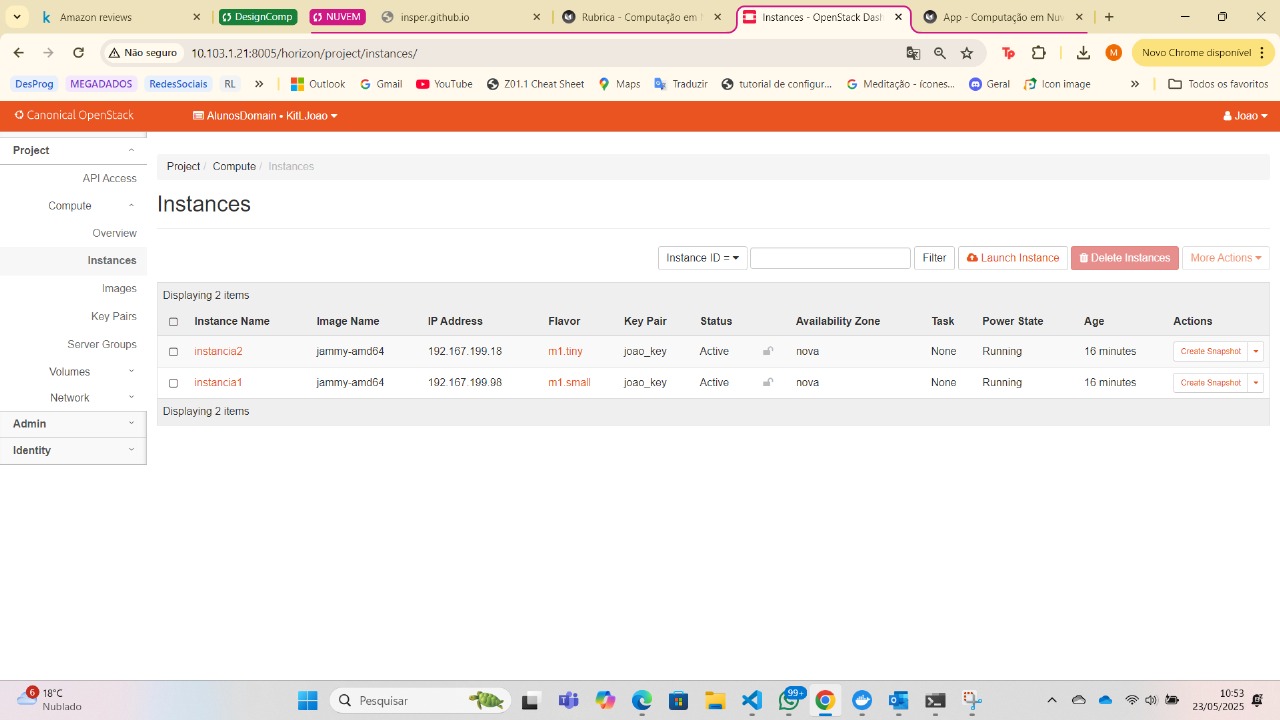 Amazon reviews
DesignComp
NUVEM
insper.github.io
Rubrica - Computação em
Instances - OpenStack Dash
App - Computação em Nuv
Não seguro
10.103.1.21:8005/horizon/project/instances/
M
Novo Chrome disponível
DesProg
MEGADADOS
RedesSociais
RL
Outlook
Gmail
YouTube
Z01.1 Cheat Sheet
Maps
Traduzir
tutorial de configur...
Meditação - ícones...
Geral
Icon image
Todos os favoritos
Canonical OpenStack
AlunosDomain • KitLJoao
Joao
Project
API Access
Compute
Overview
Instances
Images
Key Pairs
Server Groups
Volumes
Network
Admin
Identity
Project / Compute / Instances
Instances
Instance ID =
Filter
Launch Instance
Delete Instances
More Actions
Displaying 2 items
Instance Name Image Name IP Address Flavor Key Pair Status Availability Zone Task Power State Age Actions
instancia2 jammy-amd64 192.167.199.18 m1.tiny joao_key Active nova None Running 16 minutes Create Snapshot
instancia1 jammy-amd64 192.167.199.98 m1.small joao_key Active nova None Running 16 minutes Create Snapshot
Displaying 2 items
6
18°C
Nublado
Pesquisar
99+
10:53
23/05/2025